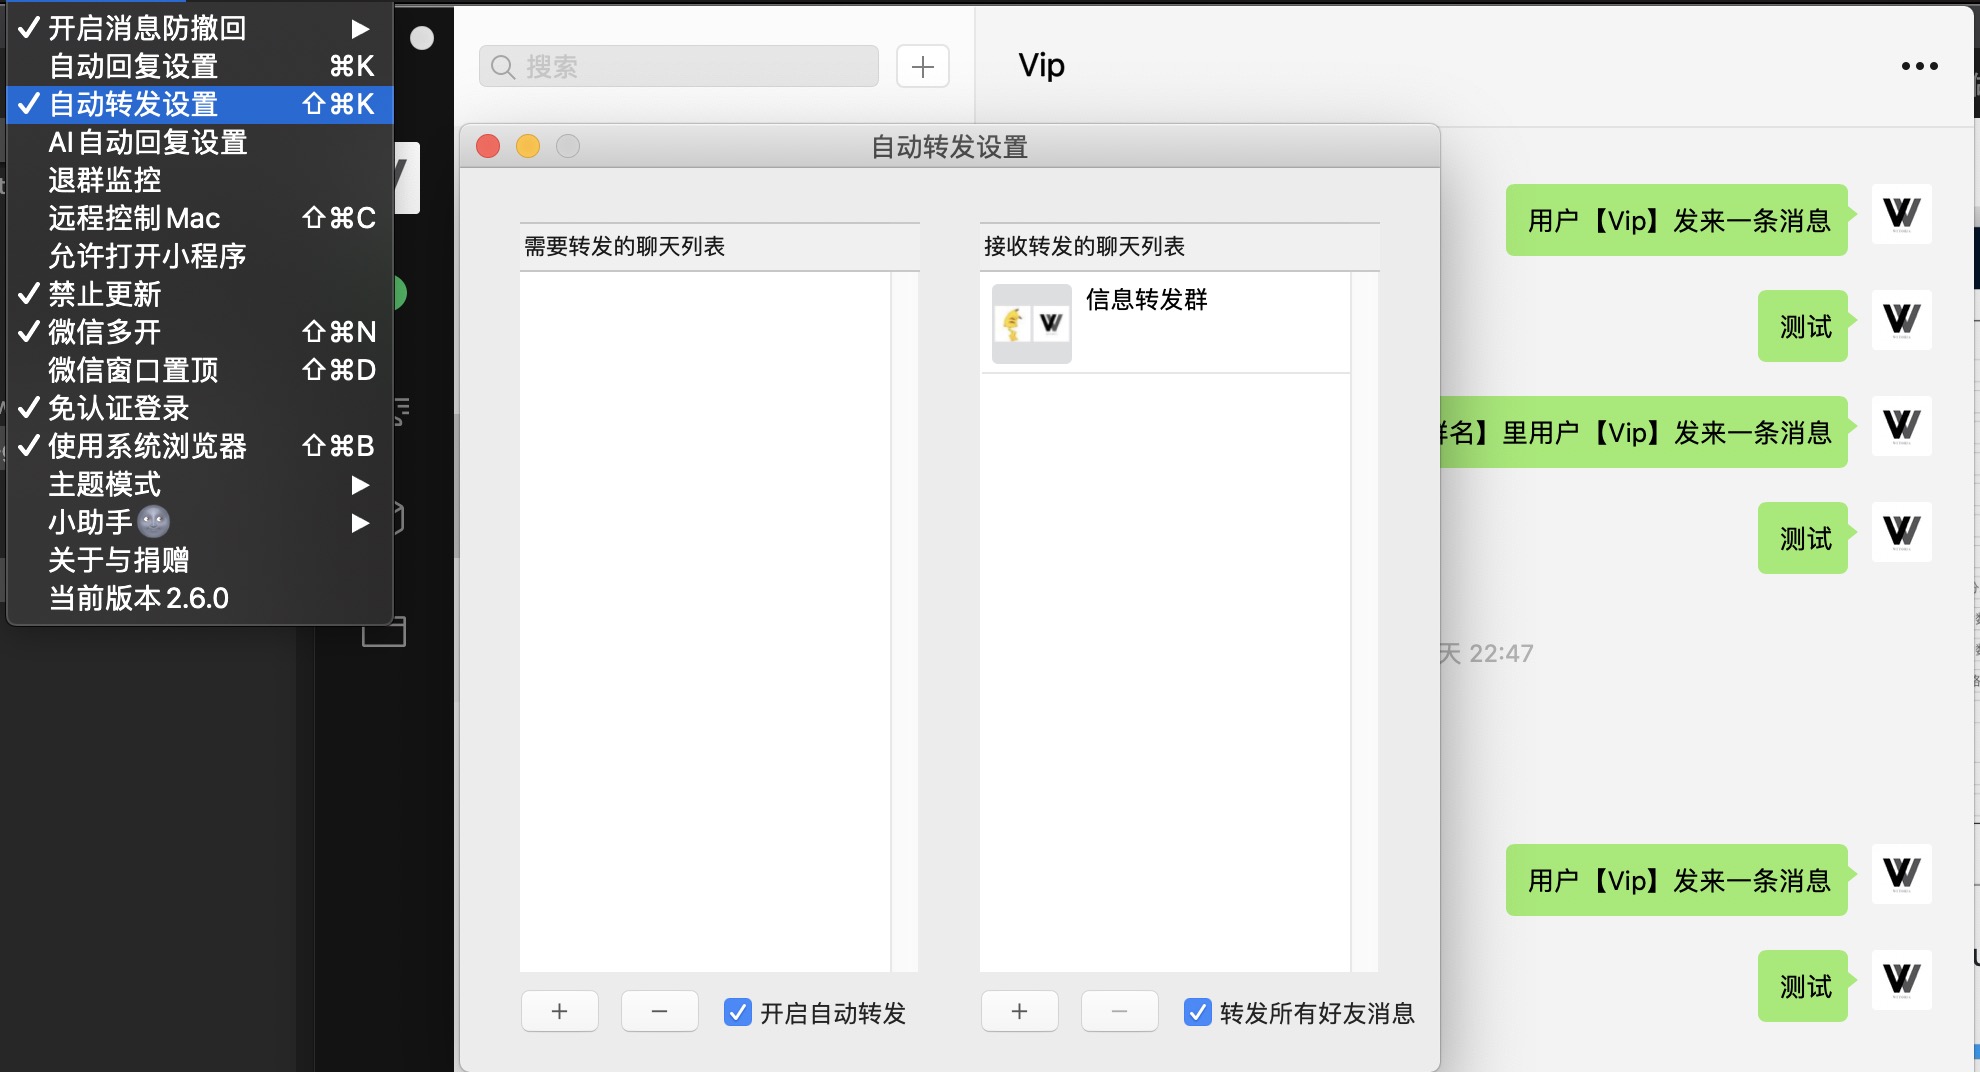 开启消息防撤回
自动回复设置 ⌘K
自动转发设置 ⇧⌘K
AI自动回复设置
退群监控
远程控制Mac ⇧⌘C
允许打开小程序
禁止更新
微信多开 ⇧⌘N
微信窗口置顶 ⇧⌘D
免认证登录
使用系统浏览器 ⇧⌘B
主题模式
小助手🌚
关于与捐赠
当前版本2.6.0
搜索
Vip
自动转发设置
需要转发的聊天列表
接收转发的聊天列表
信息转发群
开启自动转发
转发所有好友消息
用户【Vip】发来一条消息
测试
名】里用户【Vip】发来一条消息
测试
天 22:47
用户【Vip】发来一条消息
测试